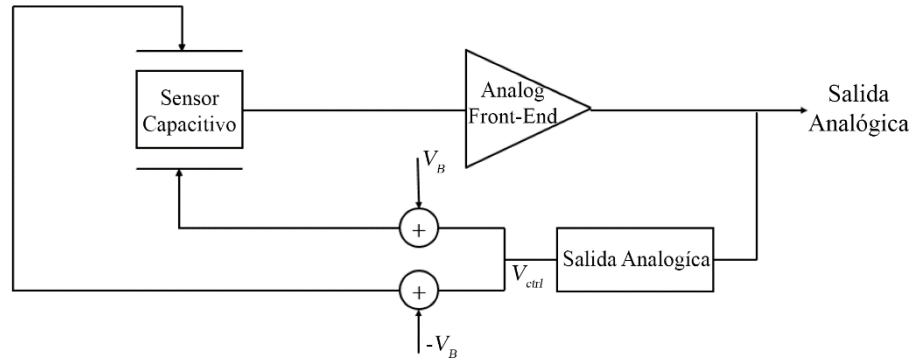 Sensor
Capacitivo
Analog
Front-End
Salida
Analógica
V_B
+
Salida Analogíca
V_ctrl
+
-V_B